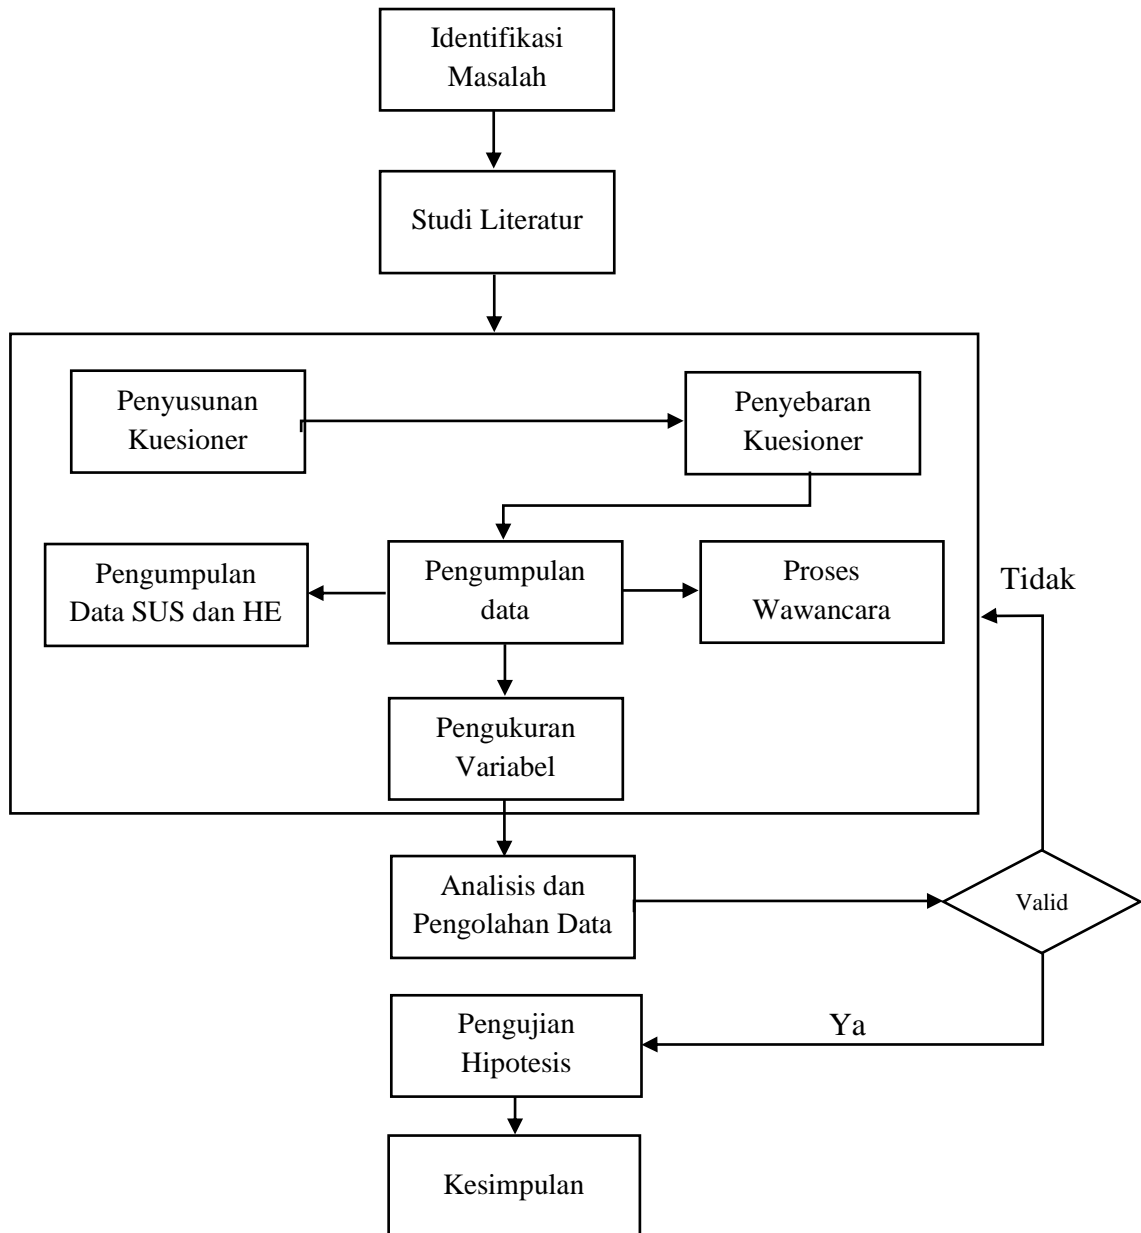 Identifikasi
Masalah
Studi Literatur
Penyusunan
Kuesioner
Penyebaran
Kuesioner
Pengumpulan
Data SUS dan HE
Pengumpulan
data
Proses
Wawancara
Tidak
Pengukuran
Variabel
Analisis dan
Pengolahan Data
Valid
Pengujian
Hipotesis
Ya
Kesimpulan